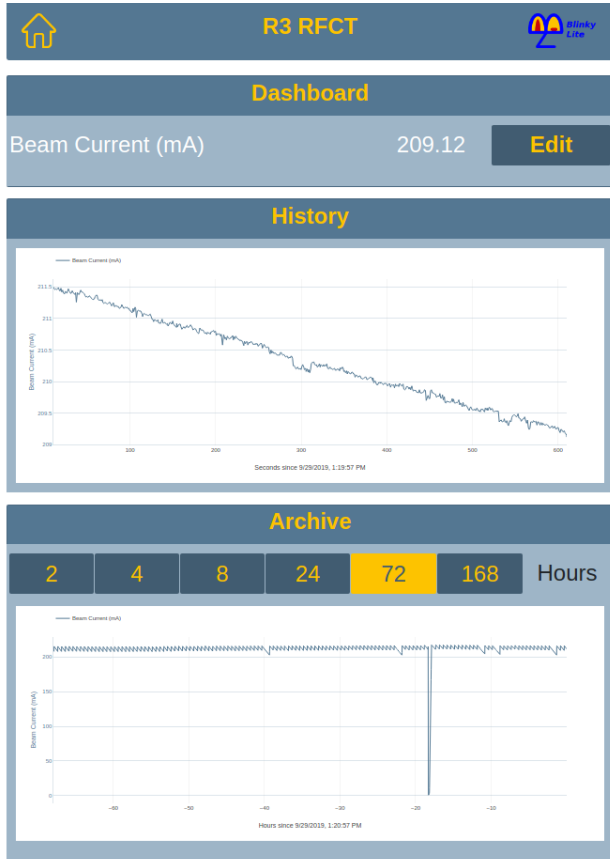 R3 RFCT
Blinky
Lite
Dashboard
Beam Current (mA) 209.12 Edit
History
Beam Current (mA)
211.5
212
210.5
210
209.5
209
Beam Current (mA)
100 200 300 400 500 600
Seconds since 9/29/2019, 1:19:57 PM
Archive
2 4 8 24 72 168 Hours
Beam Current (mA)
200
150
100
50
0
Beam Current (mA)
−60 −50 −40 −30 −20 −10
Hours since 9/29/2019, 1:20:57 PM